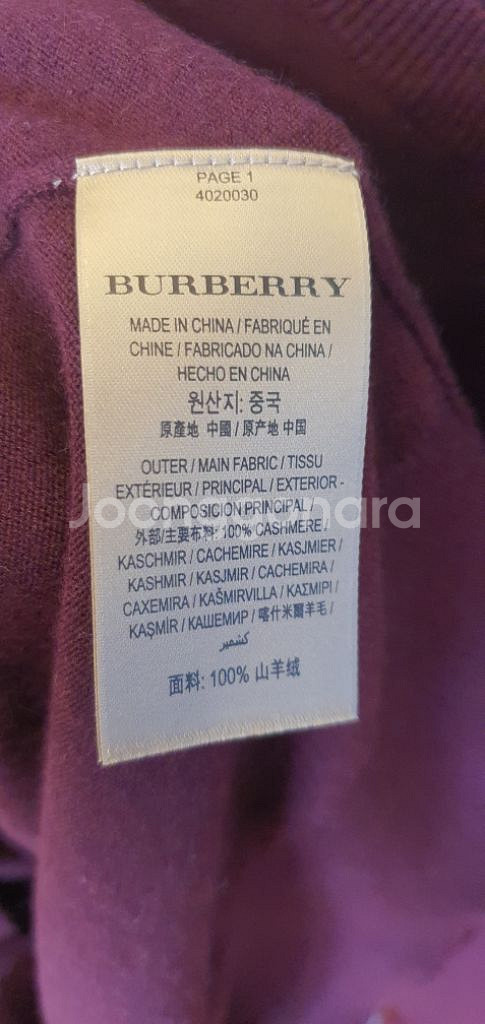 PAGE 1
4020030
BURBERRY
MADE IN CHINA / FABRIQUÉ EN
CHINE / FABRICADO NA CHINA /
HECHO EN CHINA
원산지: 중국
原產地 中國 / 原产地 中国
OUTER / MAIN FABRIC / TISSU
EXTÉRIEUR / PRINCIPAL / EXTERIOR -
COMPOSICIÓN PRINCIPAL /
外部/主要布料: 100% CASHMERE /
KASCHMIR / CACHEMIRE / KASJMIER /
KASHMIR / KASJMIR / CACHEMIRA /
CAXEMIRA / KAŠMIRVILLA / ΚΑΣΜΙΡΙ /
KAŞMİR / КАШЕМИР / 喀什米爾羊毛 /
كشمير
面料: 100% 山羊绒